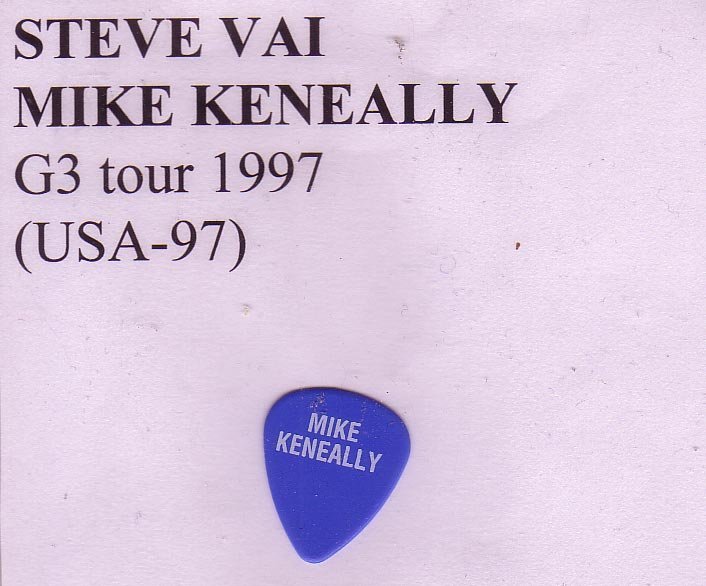 STEVE VAI
MIKE KENEALLY
G3 tour 1997
(USA-97)
MIKE
KENEALLY